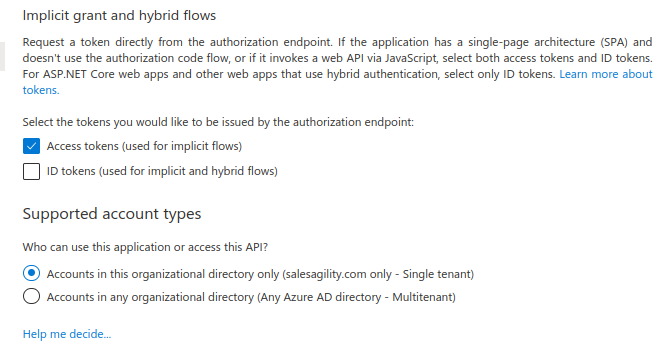 Implicit grant and hybrid flows
Request a token directly from the authorization endpoint. If the application has a single-page architecture (SPA) and
doesn't use the authorization code flow, or if it invokes a web API via JavaScript, select both access tokens and ID tokens.
For ASP.NET Core web apps and other web apps that use hybrid authentication, select only ID tokens. Learn more about
tokens.
Select the tokens you would like to be issued by the authorization endpoint:
Access tokens (used for implicit flows)
ID tokens (used for implicit and hybrid flows)
Supported account types
Who can use this application or access this API?
Accounts in this organizational directory only (salesagility.com only - Single tenant)
Accounts in any organizational directory (Any Azure AD directory - Multitenant)
Help me decide...